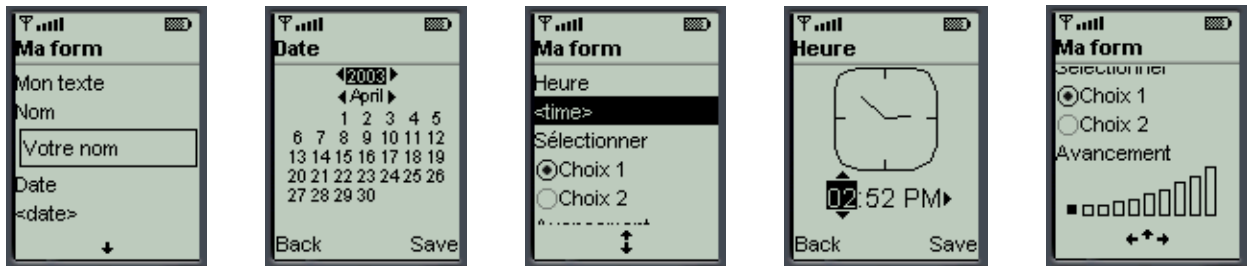 Ma form
Mon texte
Nom
Votre nom
Date
<date>
Date
2003
April
1 2 3 4 5
6 7 8 9 10 11 12
13 14 15 16 17 18 19
20 21 22 23 24 25 26
27 28 29 30
Back Save
Ma form
Heure
<time>
Sélectionner
Choix 1
Choix 2
Heure
02:52 PM
Back Save
Ma form
Sélectionner
Choix 1
Choix 2
Avancement